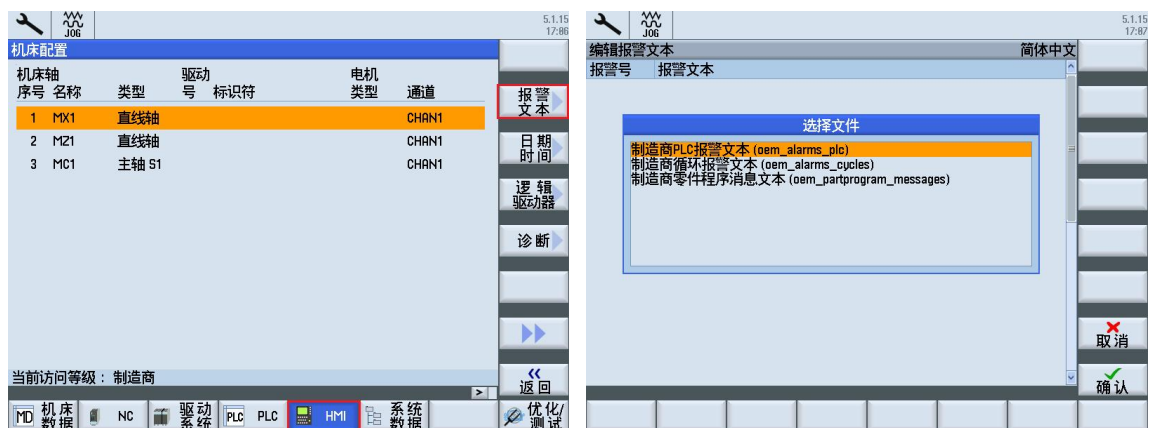 JOG
5.1.15
17:06
机床配置
机床轴 驱动 电机
序号 名称 类型 号 标识符 类型 通道
1 MX1 直线轴 CHAN1
2 MZ1 直线轴 CHAN1
3 MC1 主轴 S1 CHAN1
当前访问等级：制造商
报警
文本
日期
时间
逻辑
驱动器
诊断
返回
MD 机床
数据
NC
驱动
系统
PLC PLC
HMI
系统
数据
优化/
测试
JOG
5.1.15
17:07
编辑报警文本 简体中文
报警号 报警文本
选择文件
制造商PLC报警文本 (oem_alarms_plc)
制造商循环报警文本 (oem_alarms_cycles)
制造商零件程序消息文本 (oem_partprogram_messages)
取消
确认